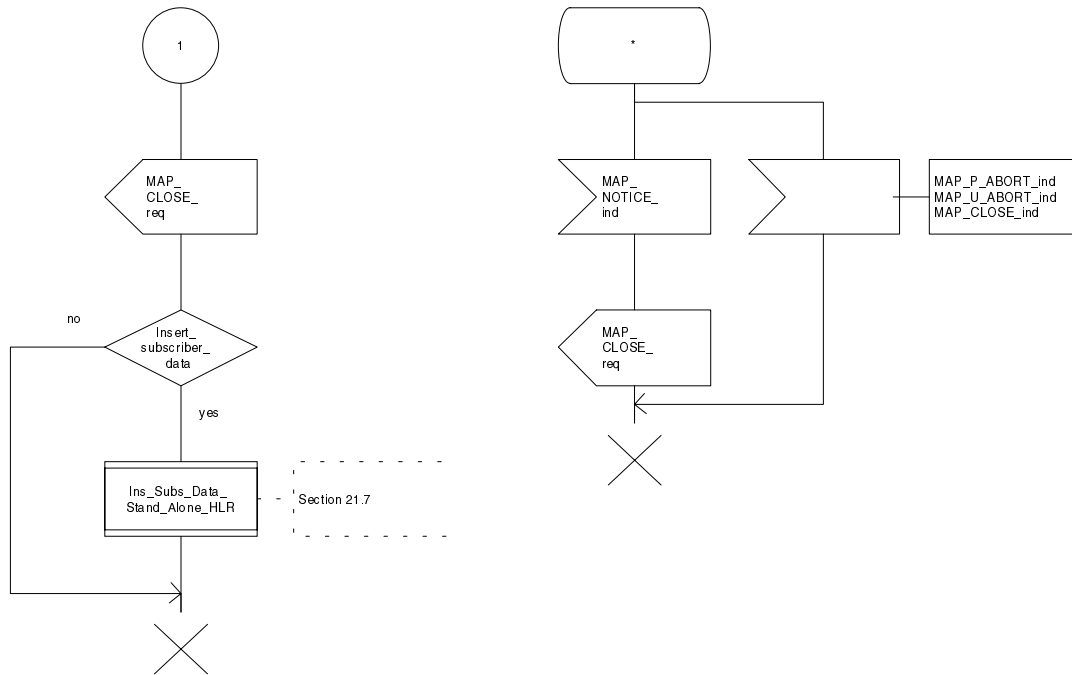 1
MAP_
CLOSE_
req
no
Insert_
subscriber_
data
yes
Ins_Subs_Data_
Stand_Alone_HLR
Section 21.7
*
MAP_
NOTICE_
ind
MAP_P_ABORT_ind
MAP_U_ABORT_ind
MAP_CLOSE_ind
MAP_
CLOSE_
req